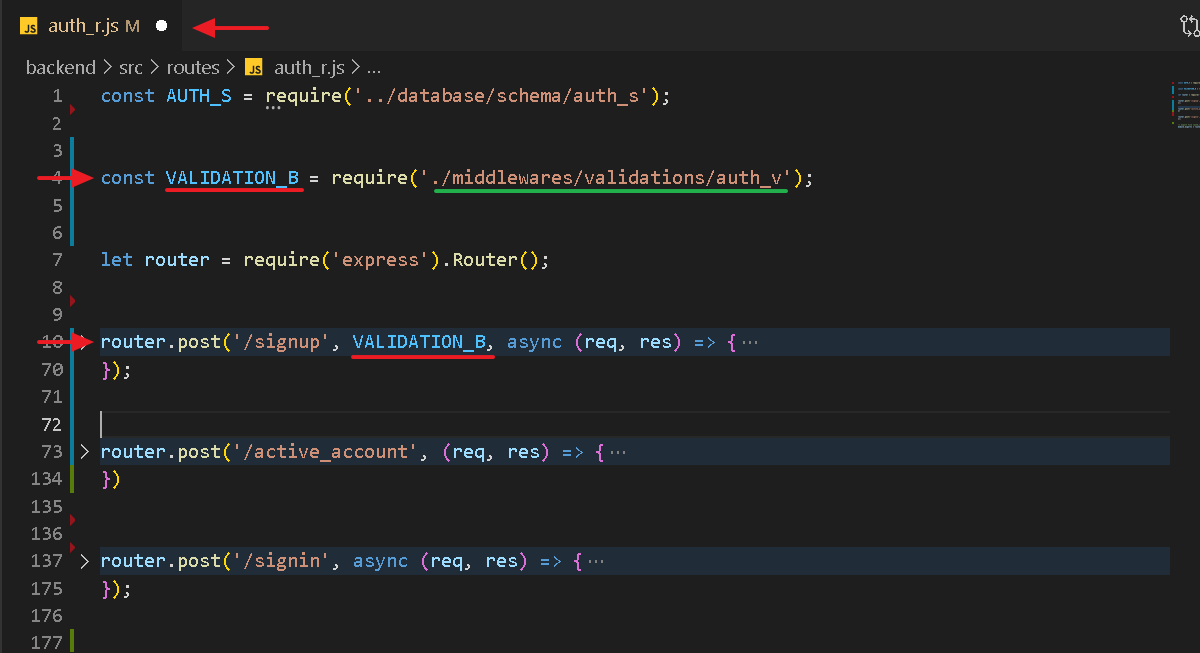 JS auth_r.js M
backend > src > routes > JS auth_r.js > ...
1 const AUTH_S = require('../database/schema/auth_s');
2
3
4 const VALIDATION_B = require('./middlewares/validations/auth_v');
5
6
7 let router = require('express').Router();
8
9
10 > router.post('/signup', VALIDATION_B, async (req, res) => { ...
70 });
71
72
73 > router.post('/active_account', (req, res) => { ...
134 })
135
136
137 > router.post('/signin', async (req, res) => { ...
175 });
176
177